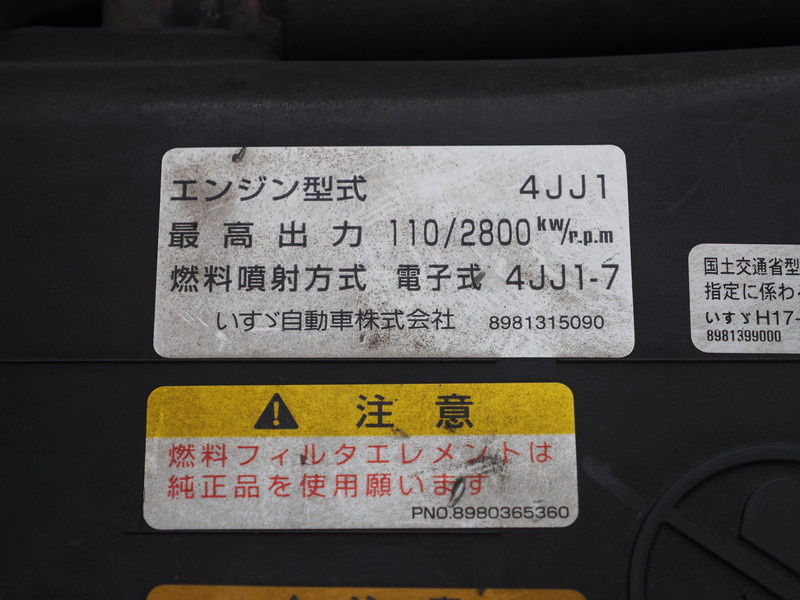 エンジン型式 4JJ1
最高出力 110/2800kw/r.p.m
燃料噴射方式 電子式 4JJ1-7
いすゞ自動車株式会社 8981315090
国土交通省型
指定に係わ
いすゞH17-
8981399000
注意
燃料フィルタエレメントは
純正品を使用願います
PNO.8980365360